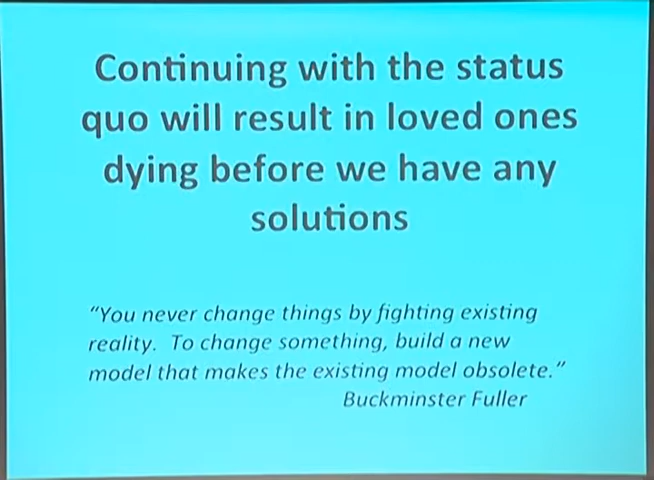 Continuing with the status
quo will result in loved ones
dying before we have any
solutions
“You never change things by fighting existing
reality.  To change something, build a new
model that makes the existing model obsolete.”
Buckminster Fuller